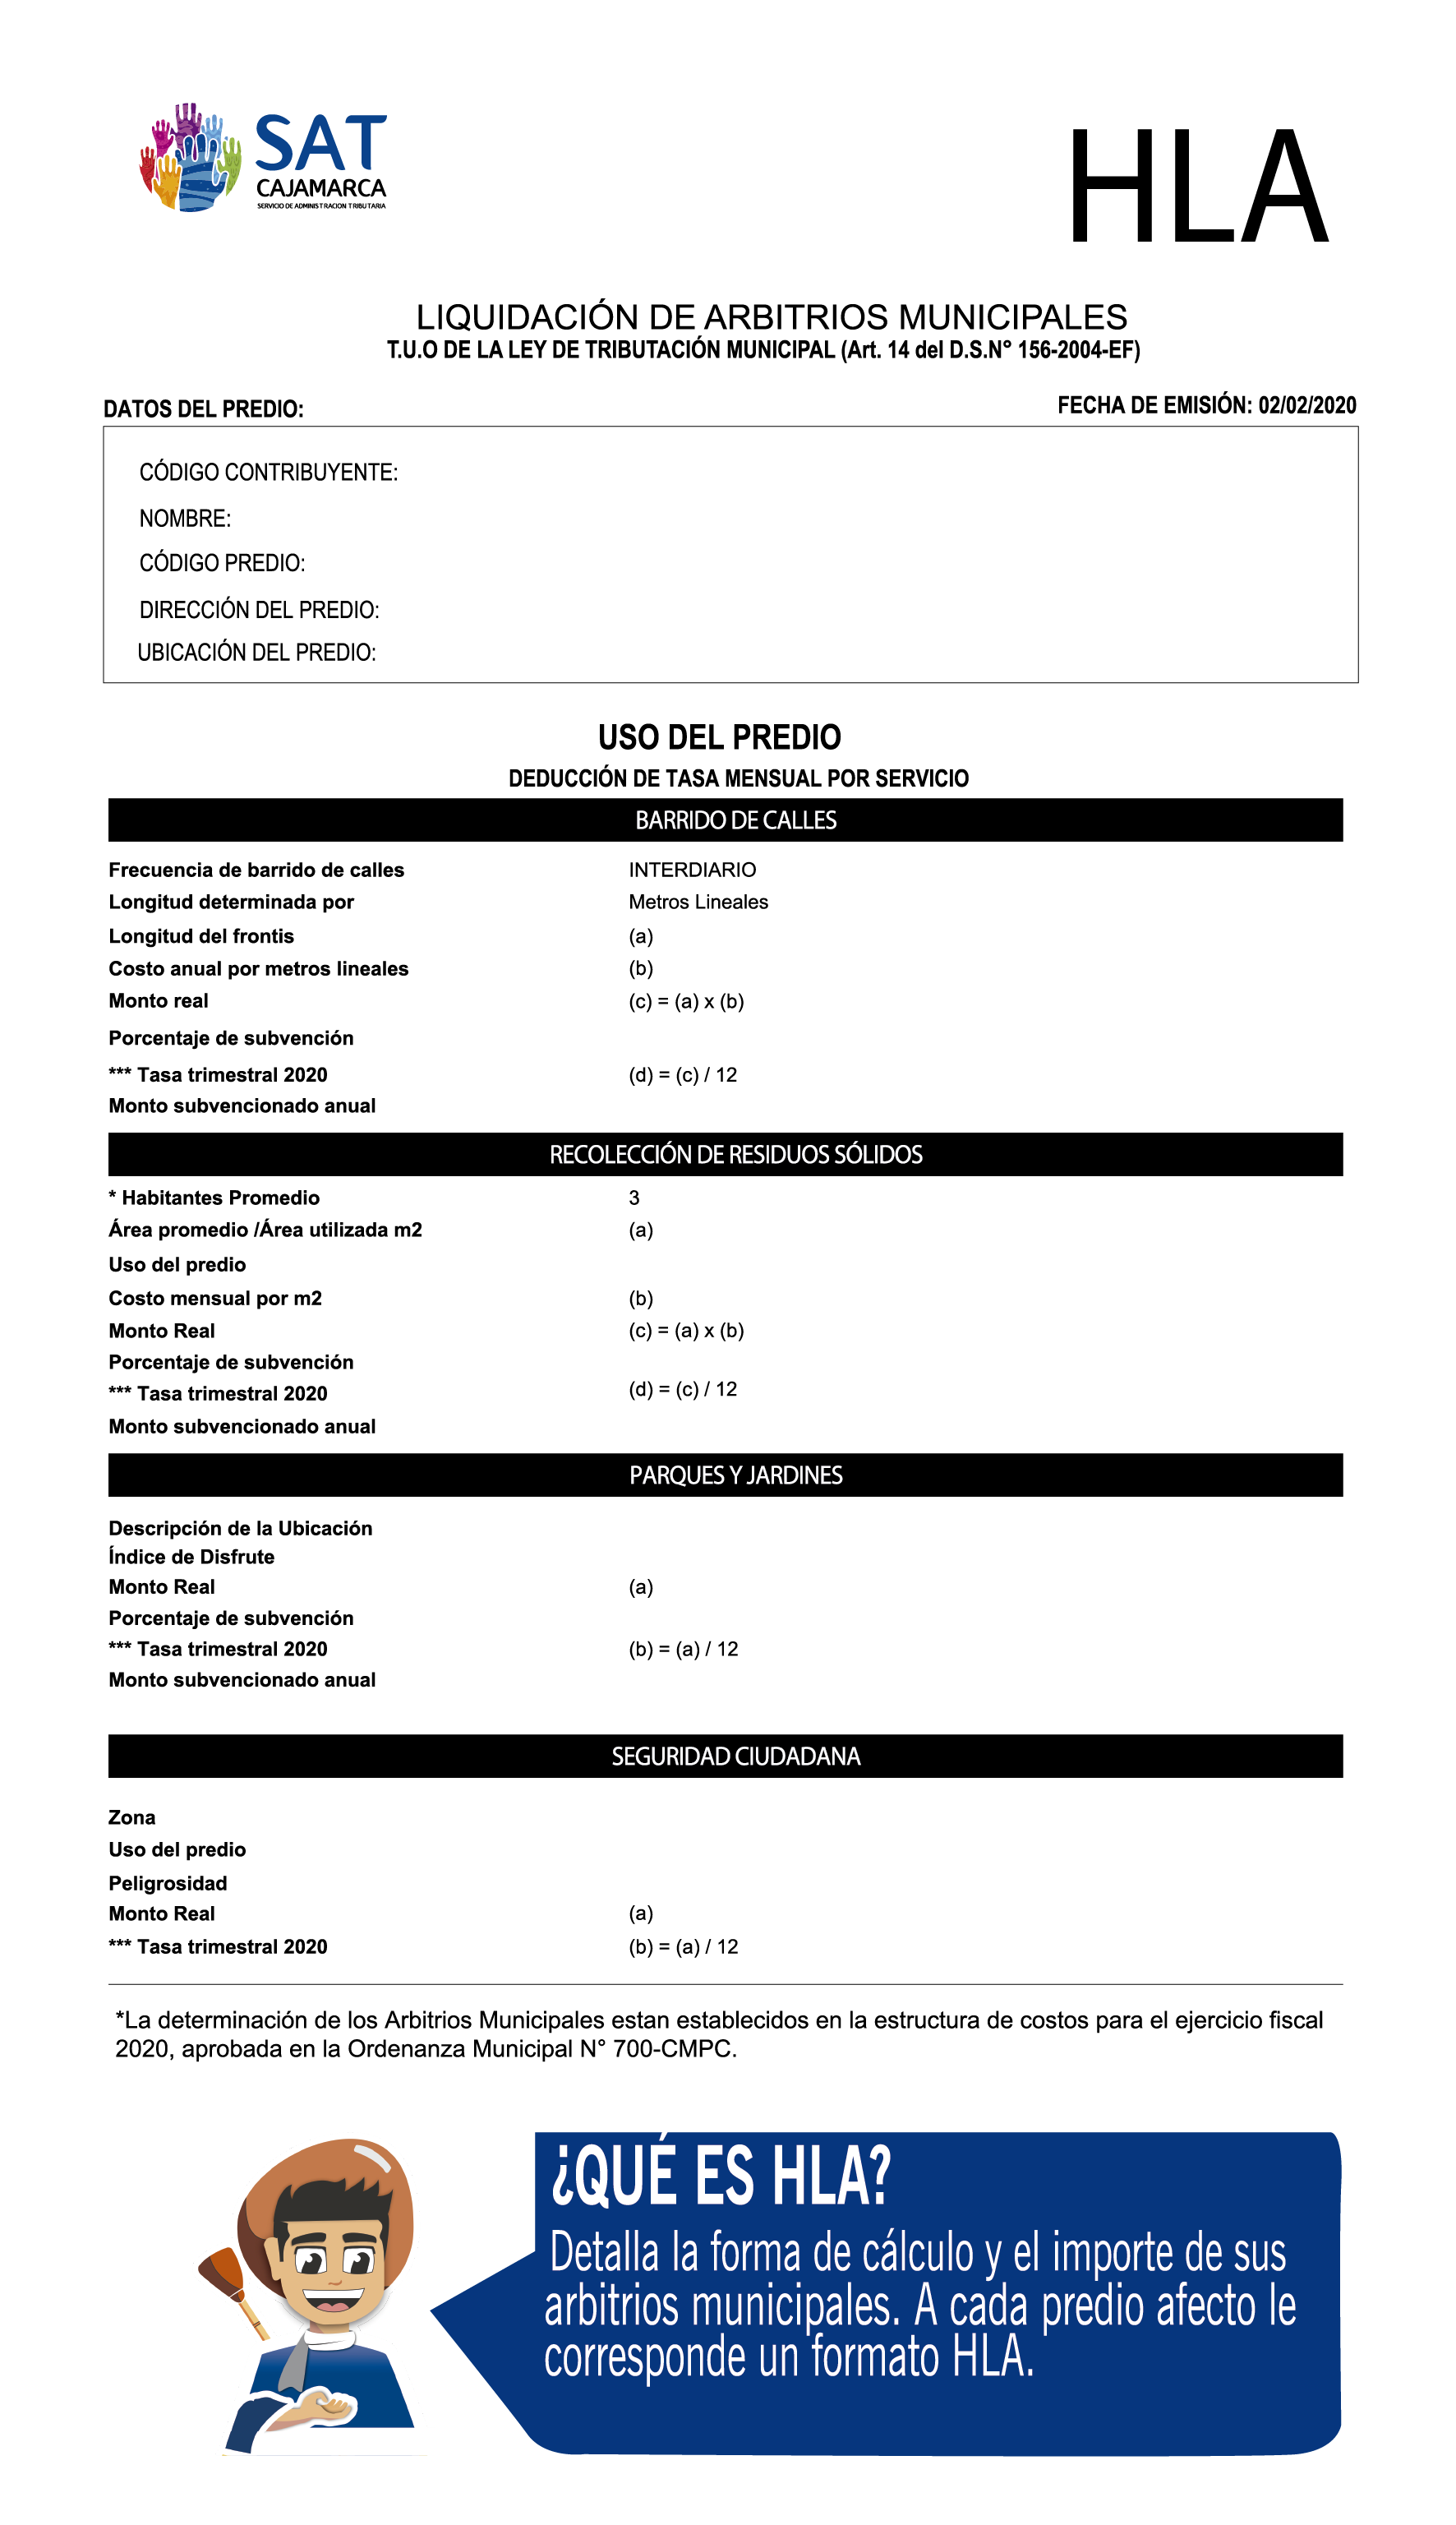 SAT
CAJAMARCA
SERVICIO DE ADMINISTRACION TRIBUTARIA
HLA
LIQUIDACIÓN DE ARBITRIOS MUNICIPALES
T.U.O DE LA LEY DE TRIBUTACIÓN MUNICIPAL (Art. 14 del D.S.N° 156-2004-EF)
DATOS DEL PREDIO:
FECHA DE EMISIÓN: 02/02/2020
CÓDIGO CONTRIBUYENTE:
NOMBRE:
CÓDIGO PREDIO:
DIRECCIÓN DEL PREDIO:
UBICACIÓN DEL PREDIO:
USO DEL PREDIO
DEDUCCIÓN DE TASA MENSUAL POR SERVICIO
BARRIDO DE CALLES
Frecuencia de barrido de calles INTERDIARIO
Longitud determinada por Metros Lineales
Longitud del frontis (a)
Costo anual por metros lineales (b)
Monto real (c) = (a) x (b)
Porcentaje de subvención
*** Tasa trimestral 2020 (d) = (c) / 12
Monto subvencionado anual
RECOLECCIÓN DE RESIDUOS SÓLIDOS
* Habitantes Promedio 3
Área promedio /Área utilizada m2 (a)
Uso del predio
Costo mensual por m2 (b)
Monto Real (c) = (a) x (b)
Porcentaje de subvención
*** Tasa trimestral 2020 (d) = (c) / 12
Monto subvencionado anual
PARQUES Y JARDINES
Descripción de la Ubicación
Índice de Disfrute
Monto Real (a)
Porcentaje de subvención
*** Tasa trimestral 2020 (b) = (a) / 12
Monto subvencionado anual
SEGURIDAD CIUDADANA
Zona
Uso del predio
Peligrosidad
Monto Real (a)
*** Tasa trimestral 2020 (b) = (a) / 12
*La determinación de los Arbitrios Municipales estan establecidos en la estructura de costos para el ejercicio fiscal
2020, aprobada en la Ordenanza Municipal N° 700-CMPC.
¿QUÉ ES HLA?
Detalla la forma de cálculo y el importe de sus
arbitrios municipales. A cada predio afecto le
corresponde un formato HLA.